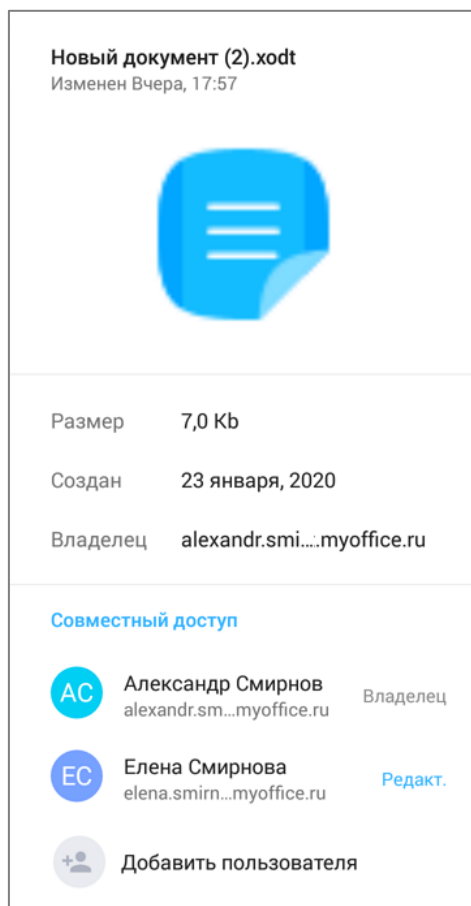 Новый документ (2).xodt
Изменен Вчера, 17:57
Размер 7,0 Kb
Создан 23 января, 2020
Владелец alexandr.smi....myoffice.ru
Совместный доступ
АС Александр Смирнов Владелец
alexandr.sm...myoffice.ru
ЕС Елена Смирнова Редакт.
elena.smirn...myoffice.ru
Добавить пользователя